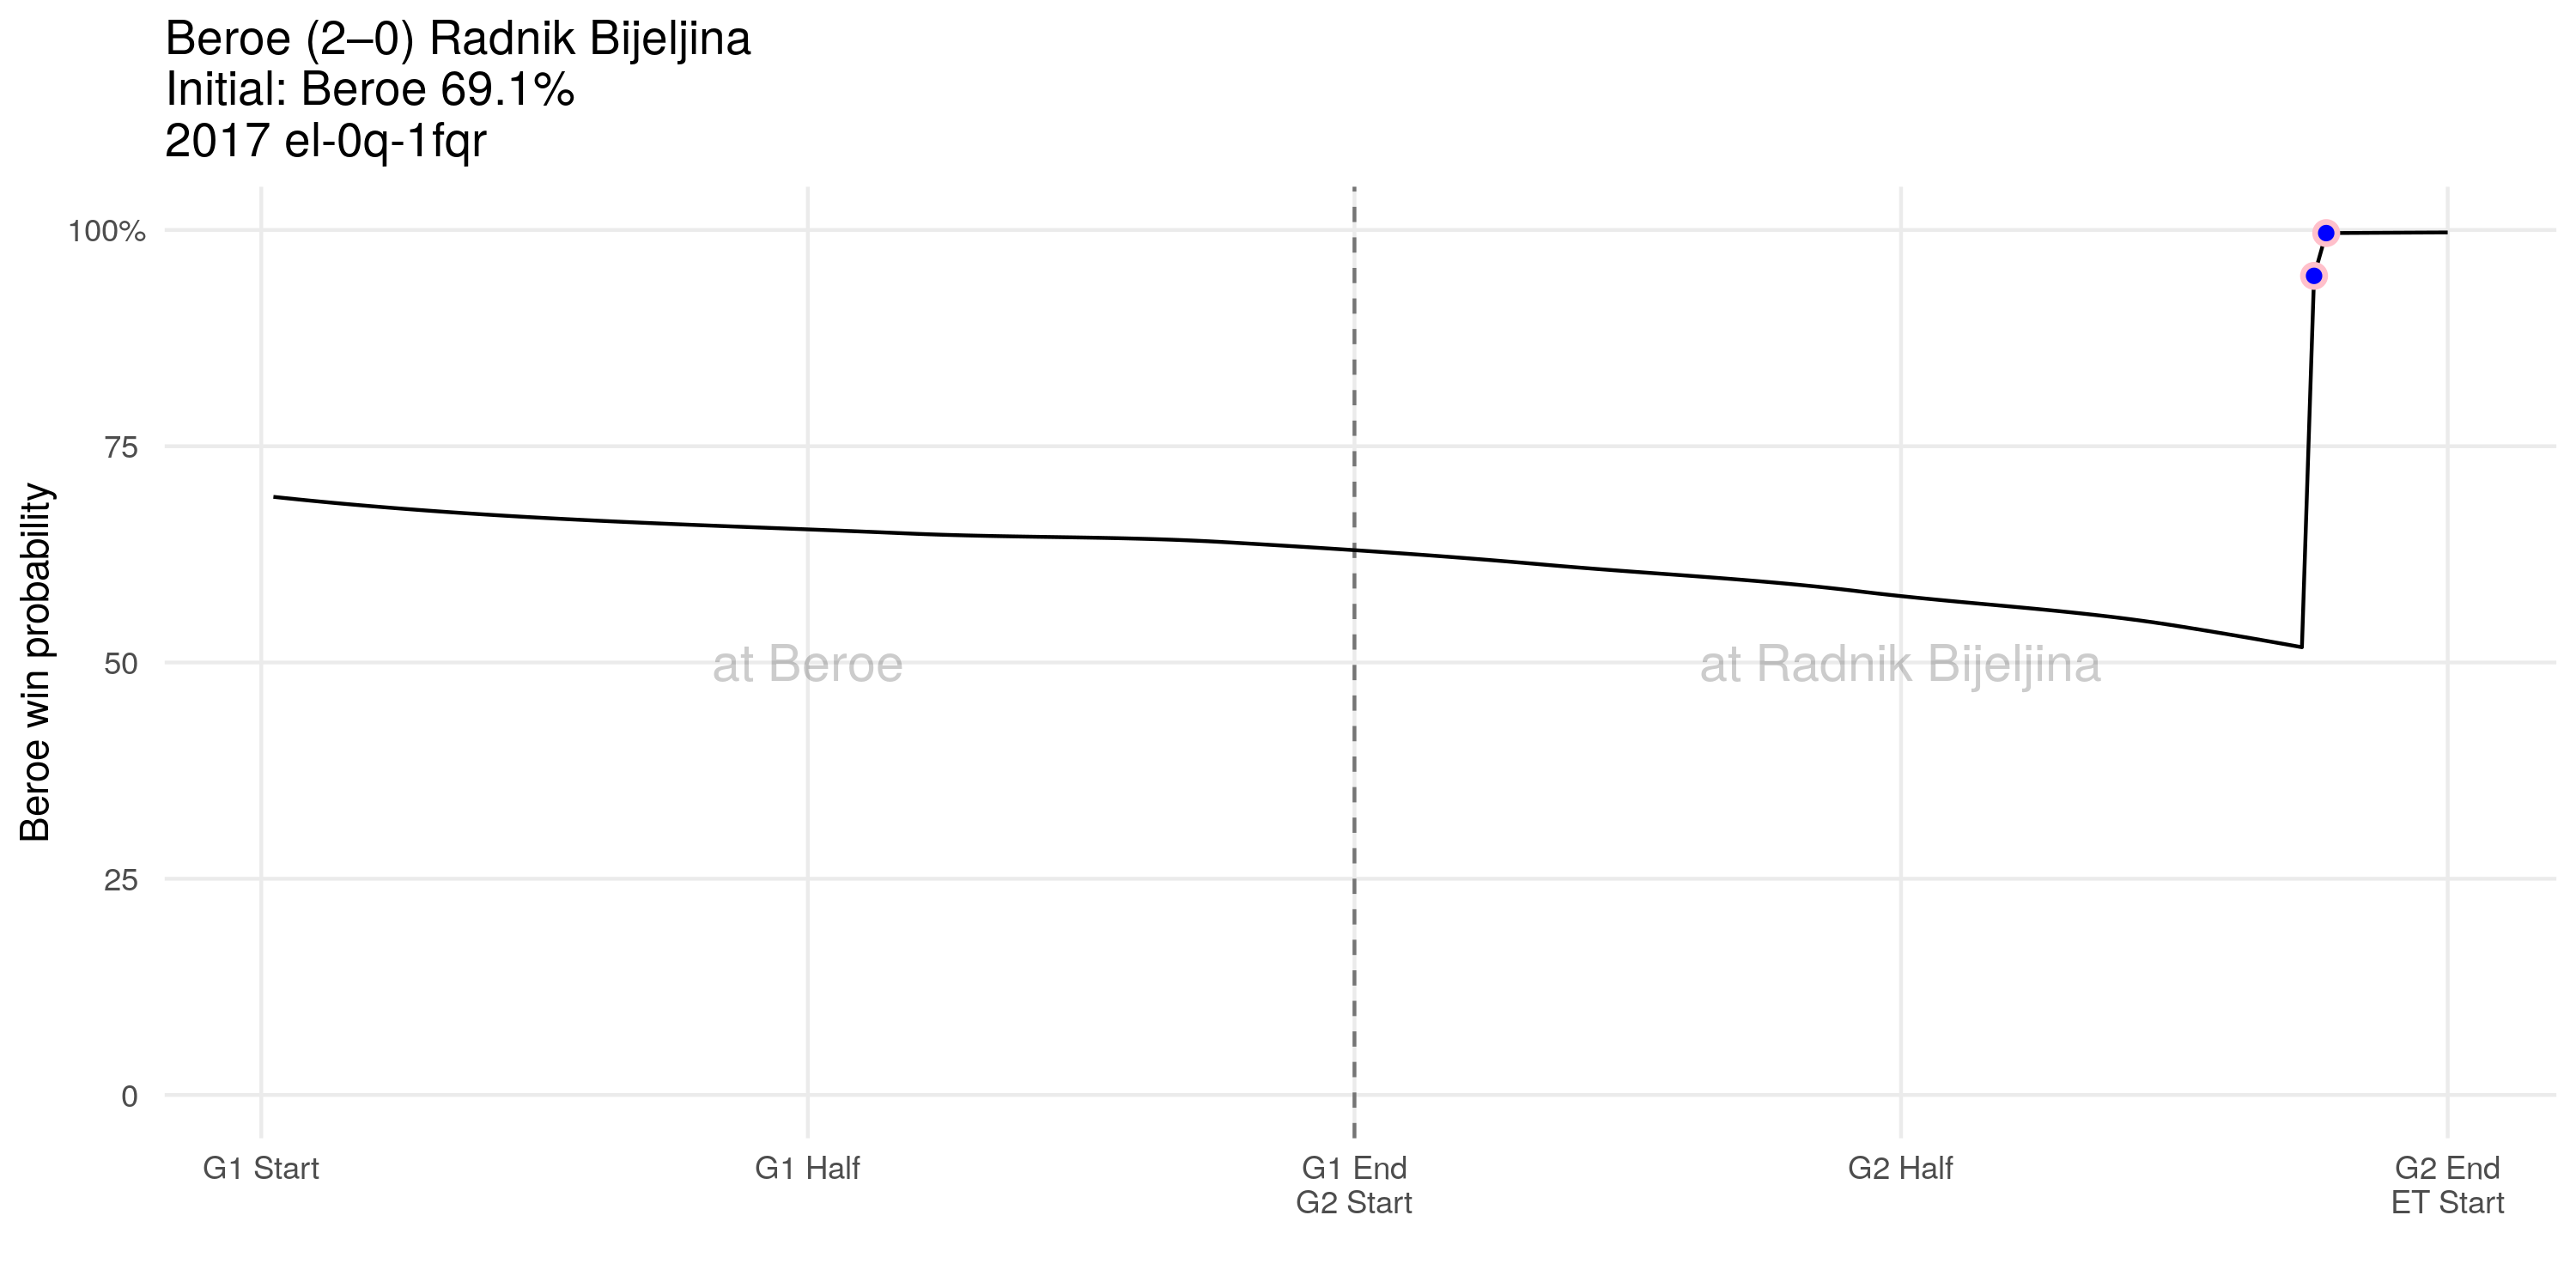 Beroe (2–0) Radnik Bijeljina
Initial: Beroe 69.1%
2017 el-0q-1fqr
Beroe win probability
100%
75
50
25
0
at Beroe
at Radnik Bijeljina
G1 Start
G1 Half
G1 End
G2 Start
G2 Half
G2 End
ET Start